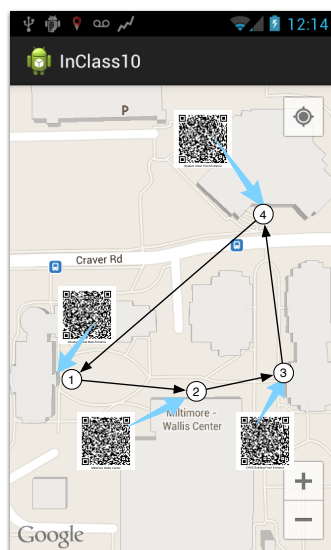 12:14
InClass10
P
4
Craver Rd
1
2
3
Miltimore -
Wallis Center
+
−
Google